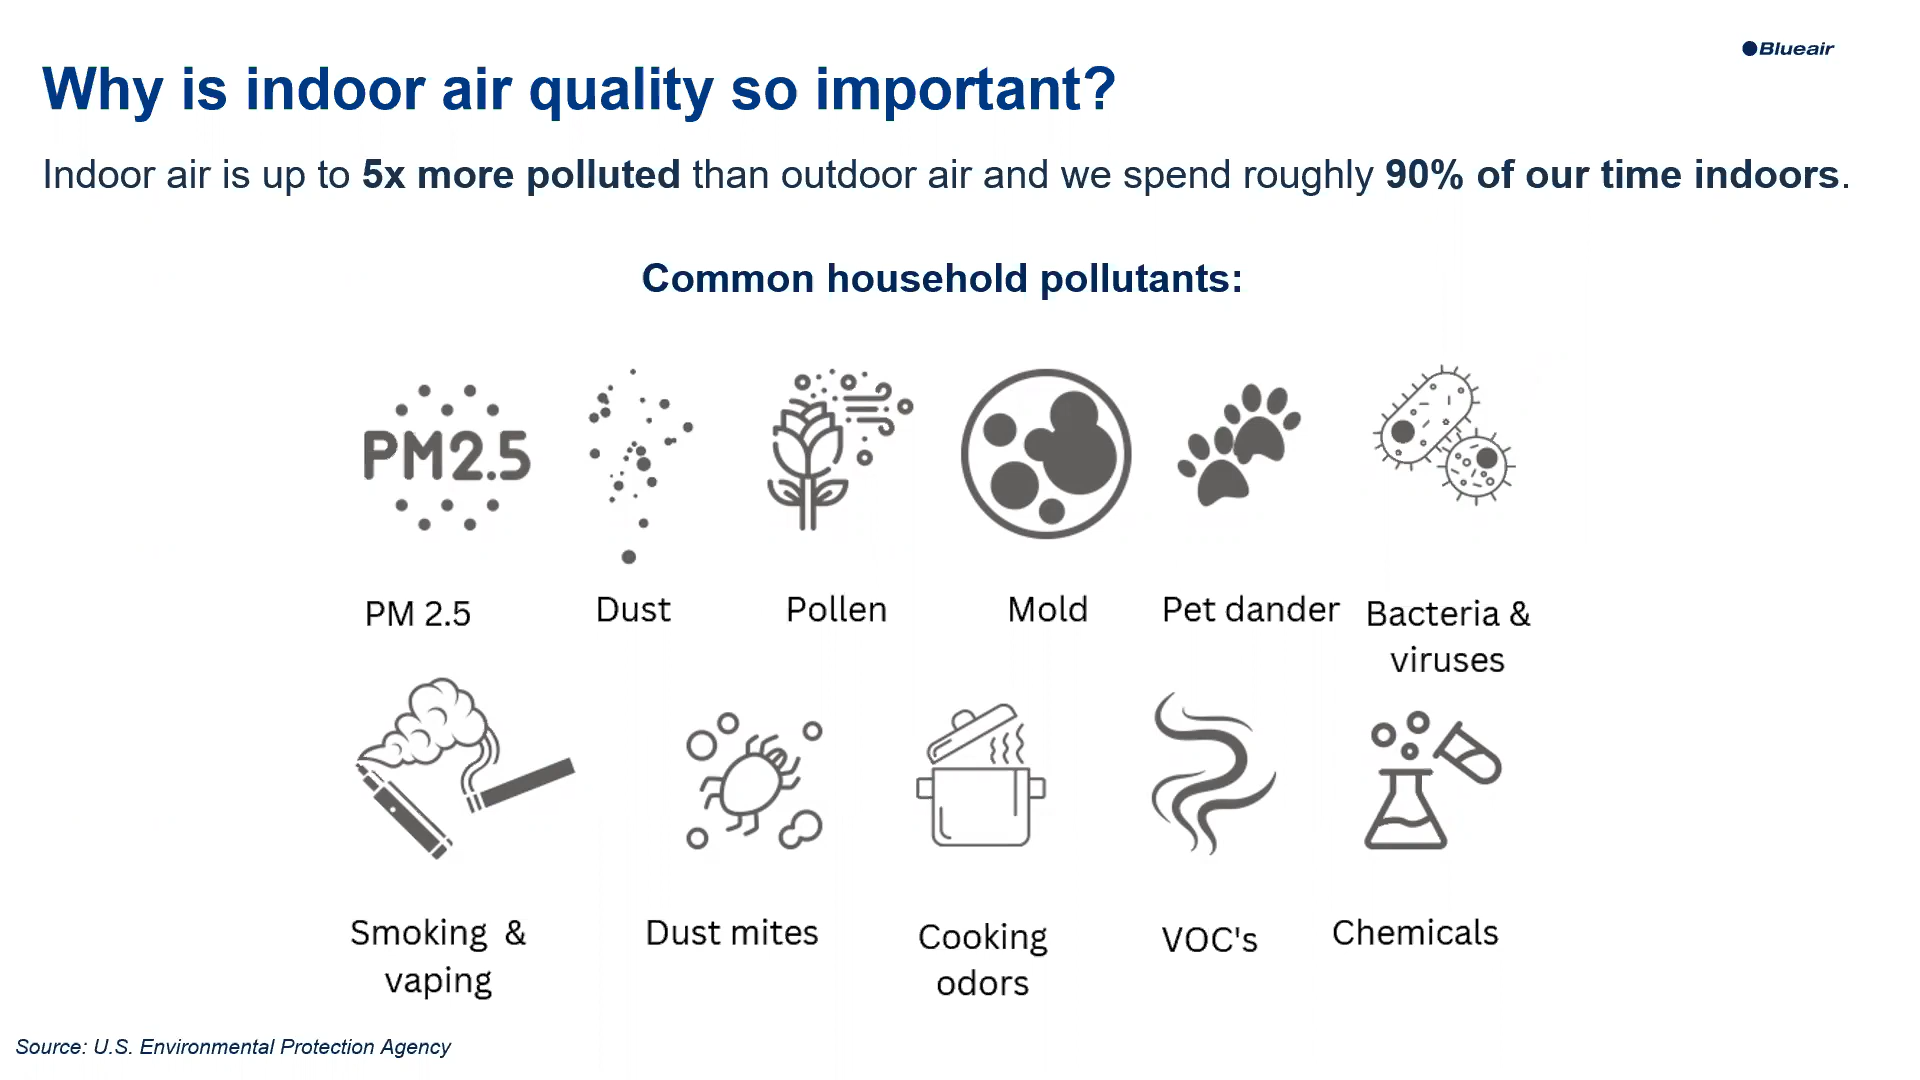 Blueair
Why is indoor air quality so important?
Indoor air is up to 5x more polluted than outdoor air and we spend roughly 90% of our time indoors.
Common household pollutants:
PM2.5
PM 2.5
Dust
Pollen
Mold
Pet dander
Bacteria &
viruses
Smoking &
vaping
Dust mites
Cooking
odors
VOC's
Chemicals
Source: U.S. Environmental Protection Agency